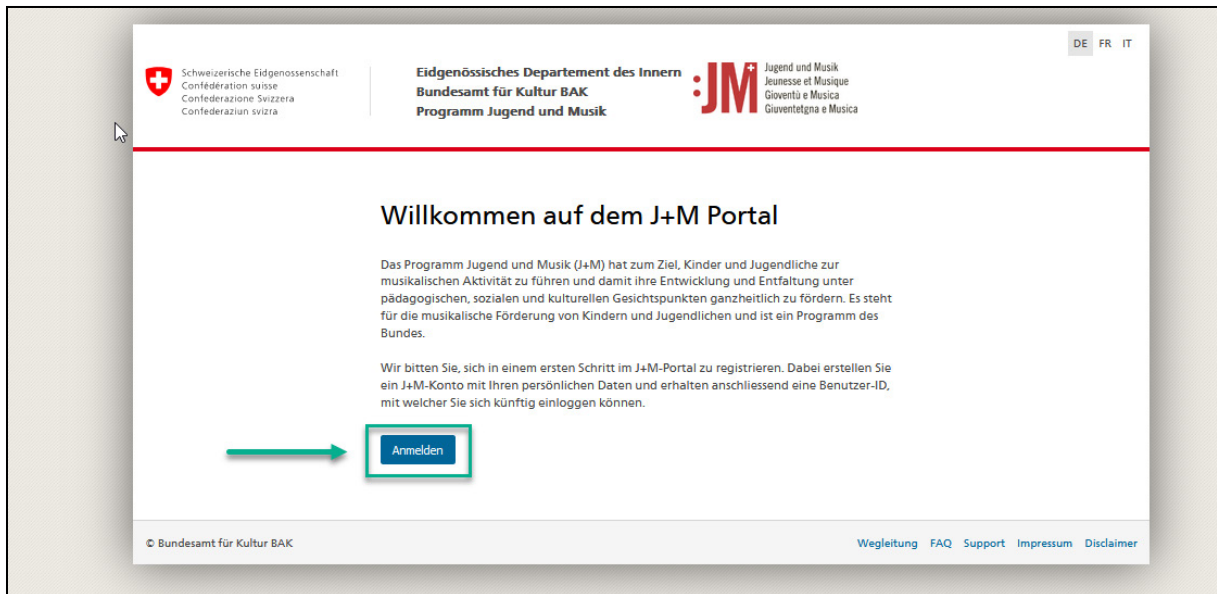 DE FR IT
Schweizerische Eidgenossenschaft
Confédération suisse
Confederazione Svizzera
Confederaziun svizra
Eidgenössisches Departement des Innern
Bundesamt für Kultur BAK
Programm Jugend und Musik
JM
Jugend und Musik
Jeunesse et Musique
Gioventù e Musica
Giuventetgna e Musica
Willkommen auf dem J+M Portal
Das Programm Jugend und Musik (J+M) hat zum Ziel, Kinder und Jugendliche zur
musikalischen Aktivität zu führen und damit ihre Entwicklung und Entfaltung unter
pädagogischen, sozialen und kulturellen Gesichtspunkten ganzheitlich zu fördern. Es steht
für die musikalische Förderung von Kindern und Jugendlichen und ist ein Programm des
Bundes.
Wir bitten Sie, sich in einem ersten Schritt im J+M-Portal zu registrieren. Dabei erstellen Sie
ein J+M-Konto mit Ihren persönlichen Daten und erhalten anschliessend eine Benutzer-ID,
mit welcher Sie sich künftig einloggen können.
Anmelden
© Bundesamt für Kultur BAK
Wegleitung FAQ Support Impressum Disclaimer